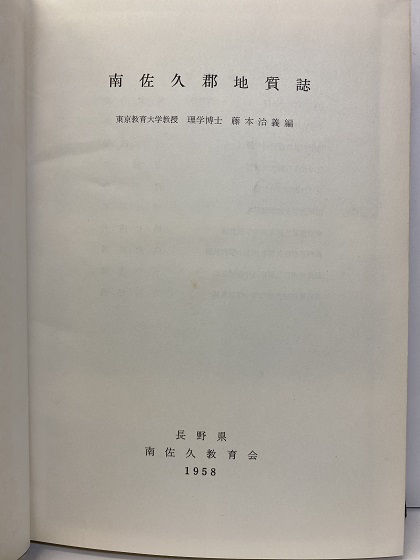 南佐久郡地質誌
東京教育大学教授 理学博士 藤本治義編
長野県
南佐久教育会
1958